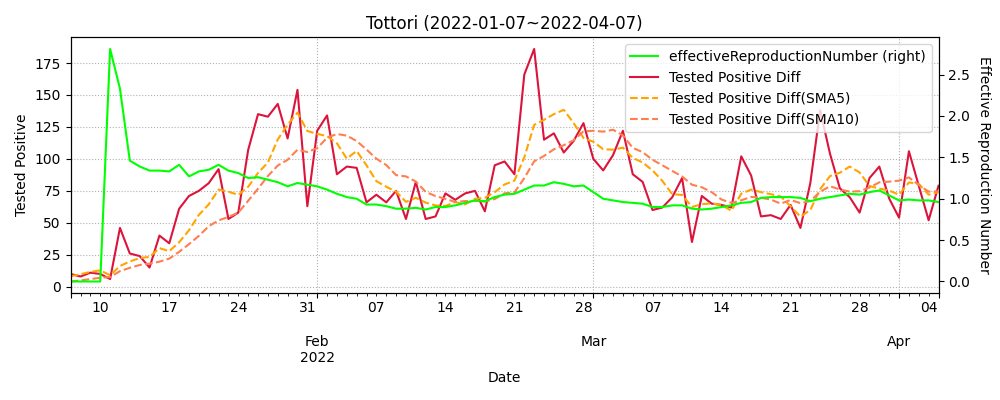 Tottori (2022-01-07~2022-04-07)
effectiveReproductionNumber (right)
Tested Positive Diff
Tested Positive Diff(SMA5)
Tested Positive Diff(SMA10)
Tested Positive
175
150
125
100
75
50
25
0
2.5
2.0
1.5
1.0
0.5
0.0
Effective Reproduction Number
10 17 24 31 07 14 21 28 07 14 21 28 04
Feb Mar Apr
2022
Date